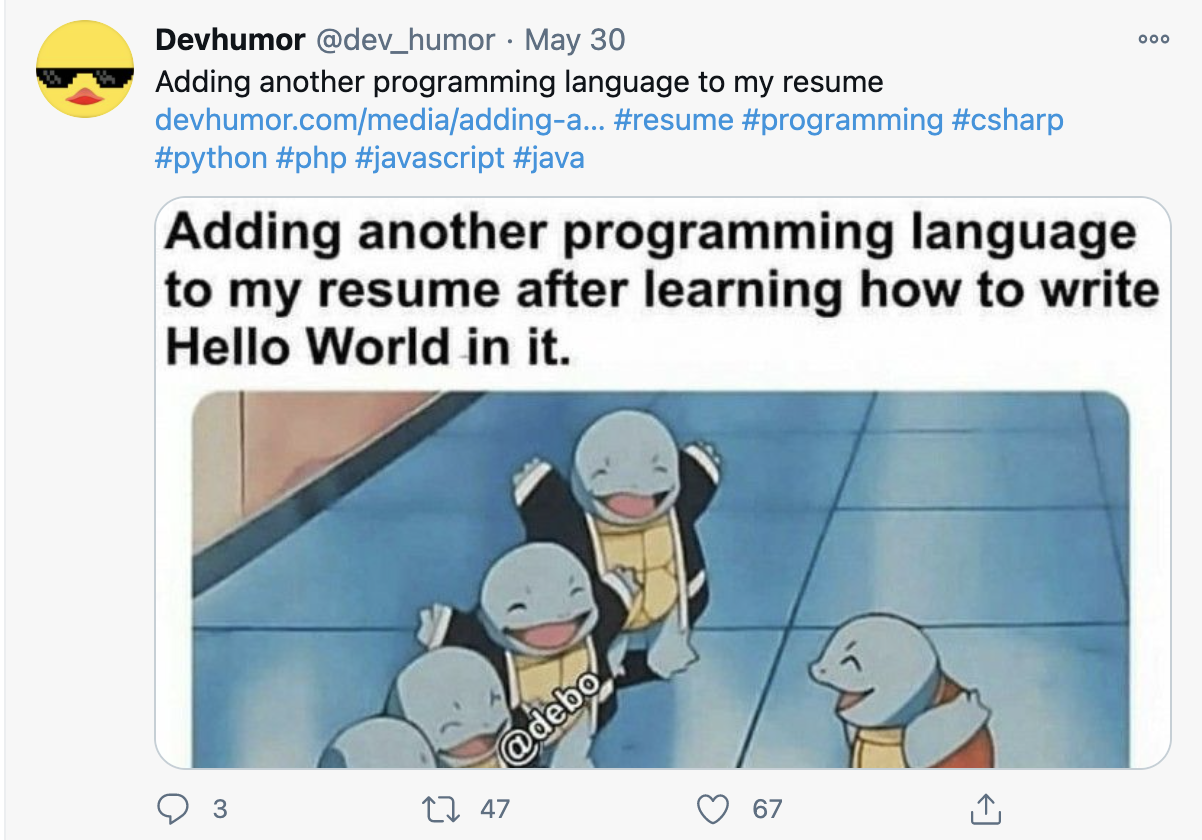 Devhumor @dev_humor · May 30
Adding another programming language to my resume
devhumor.com/media/adding-a... #resume #programming #csharp
#python #php #javascript #java
Adding another programming language
to my resume after learning how to write
Hello World in it.
@debo
3 47 67